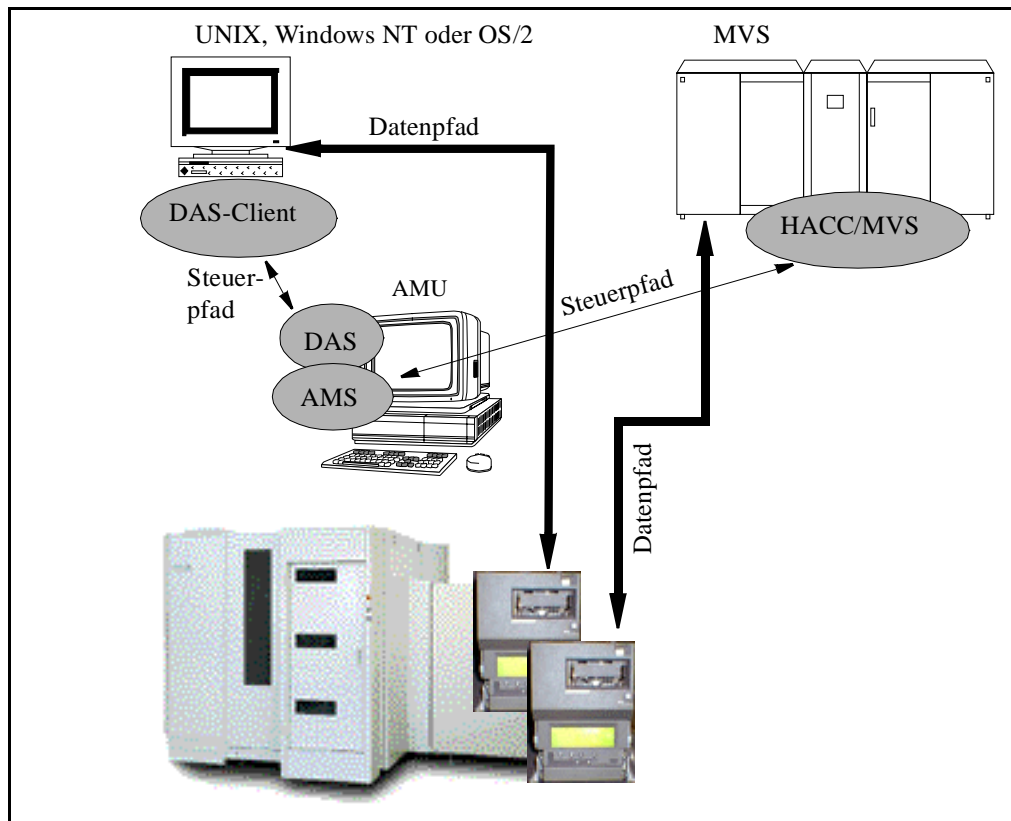 UNIX, Windows NT oder OS/2
MVS
Datenpfad
DAS-Client
HACC/MVS
Steuer-
pfad
AMU
Steuerpfad
DAS
AMS
Datenpfad